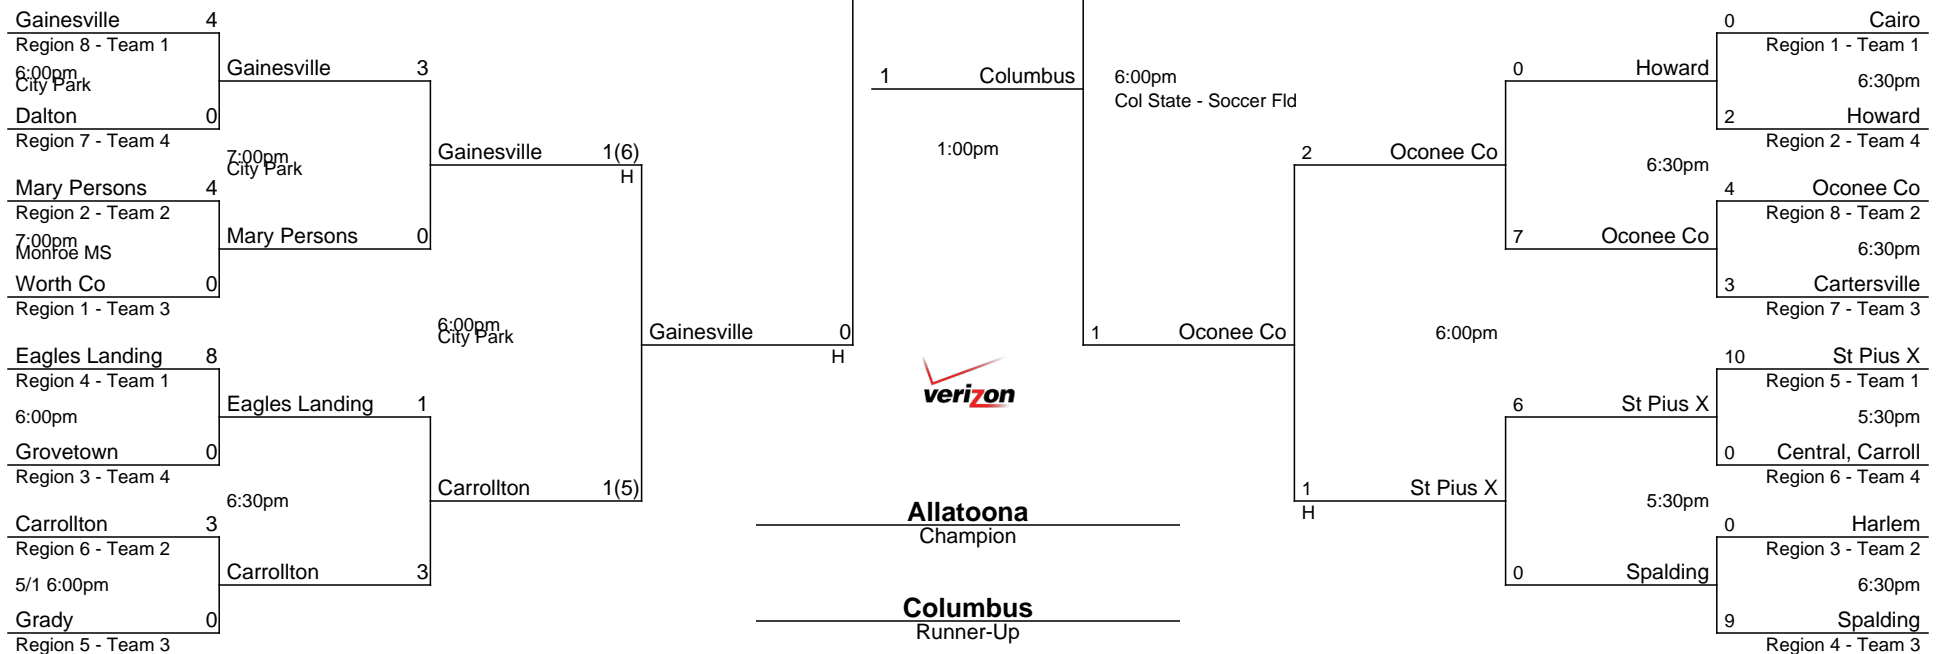 Gainesville 4
Region 8 - Team 1
6:00pm
City Park
Dalton 0
Region 7 - Team 4
Mary Persons 4
Region 2 - Team 2
7:00pm
Monroe MS
Worth Co 0
Region 1 - Team 3
Eagles Landing 8
Region 4 - Team 1
6:00pm
Grovetown 0
Region 3 - Team 4
Carrollton 3
Region 6 - Team 2
5/1 6:00pm
Grady 0
Region 5 - Team 3
Gainesville 3
7:00pm
City Park
Mary Persons 0
Eagles Landing 1
6:30pm
Carrollton 3
Gainesville 1(6)
H
6:00pm
City Park
Carrollton 1(5)
Gainesville 0
H
1 Columbus
1:00pm
verizon
Allatoona
Champion
Columbus
Runner-Up
6:00pm
Col State - Soccer Fld
1 Oconee Co
2 Oconee Co
6:00pm
1 St Pius X
H
0 Howard
6:30pm
7 Oconee Co
6 St Pius X
5:30pm
0 Spalding
0 Cairo
Region 1 - Team 1
6:30pm
2 Howard
Region 2 - Team 4
4 Oconee Co
Region 8 - Team 2
6:30pm
3 Cartersville
Region 7 - Team 3
10 St Pius X
Region 5 - Team 1
5:30pm
0 Central, Carroll
Region 6 - Team 4
0 Harlem
Region 3 - Team 2
6:30pm
9 Spalding
Region 4 - Team 3